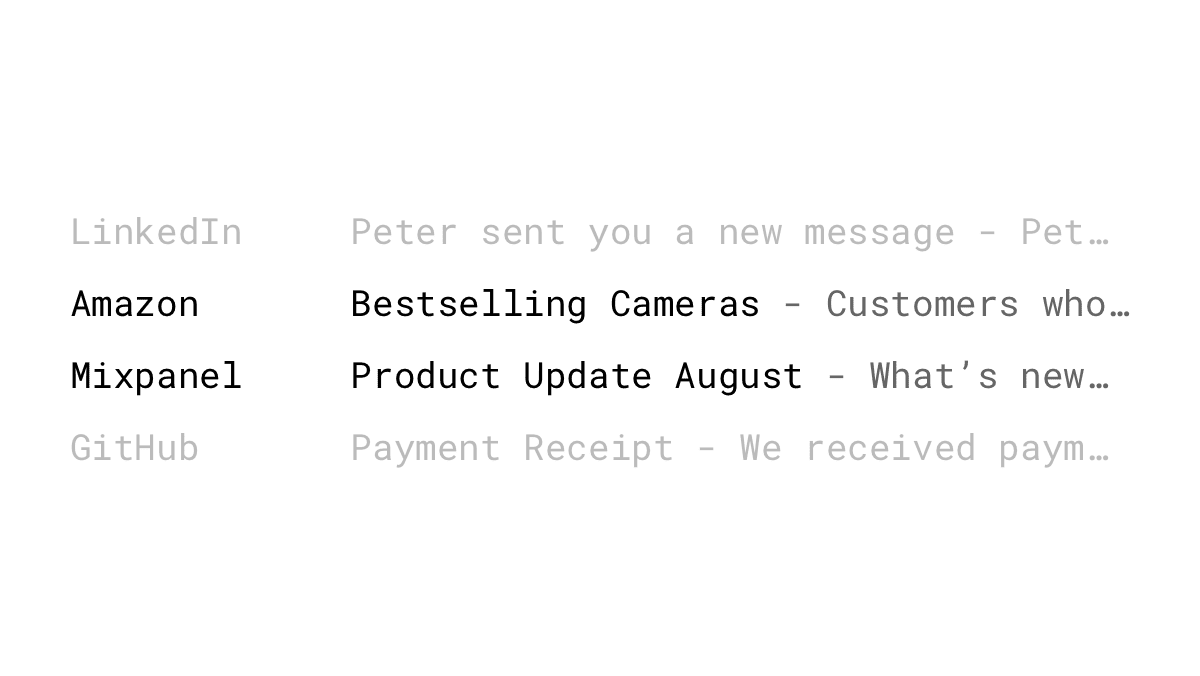 LinkedIn Peter sent you a new message - Pet…
Amazon Bestselling Cameras - Customers who…
Mixpanel Product Update August - What’s new…
GitHub Payment Receipt - We received paym…